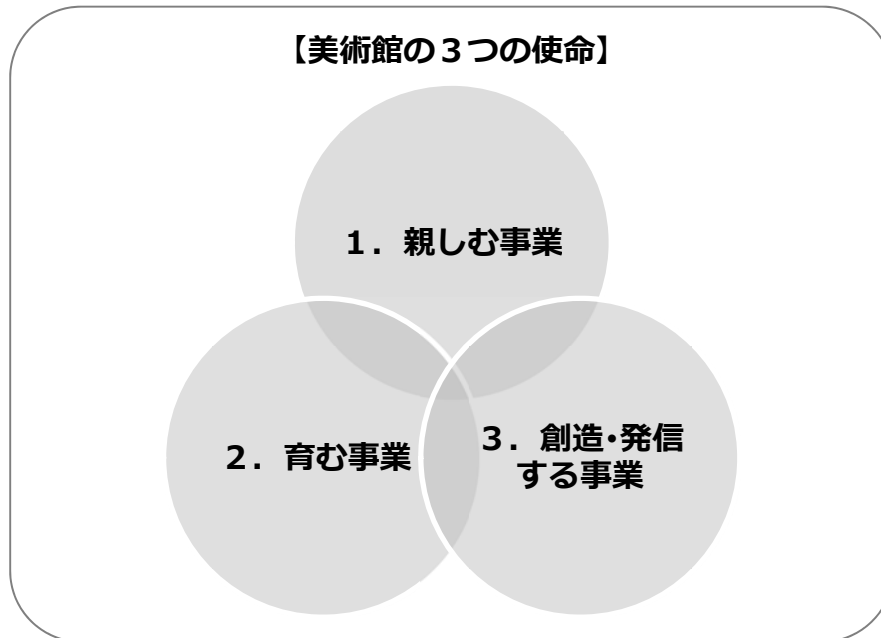 【美術館の３つの使命】
１．親しむ事業
２．育む事業
３．創造・発信
する事業